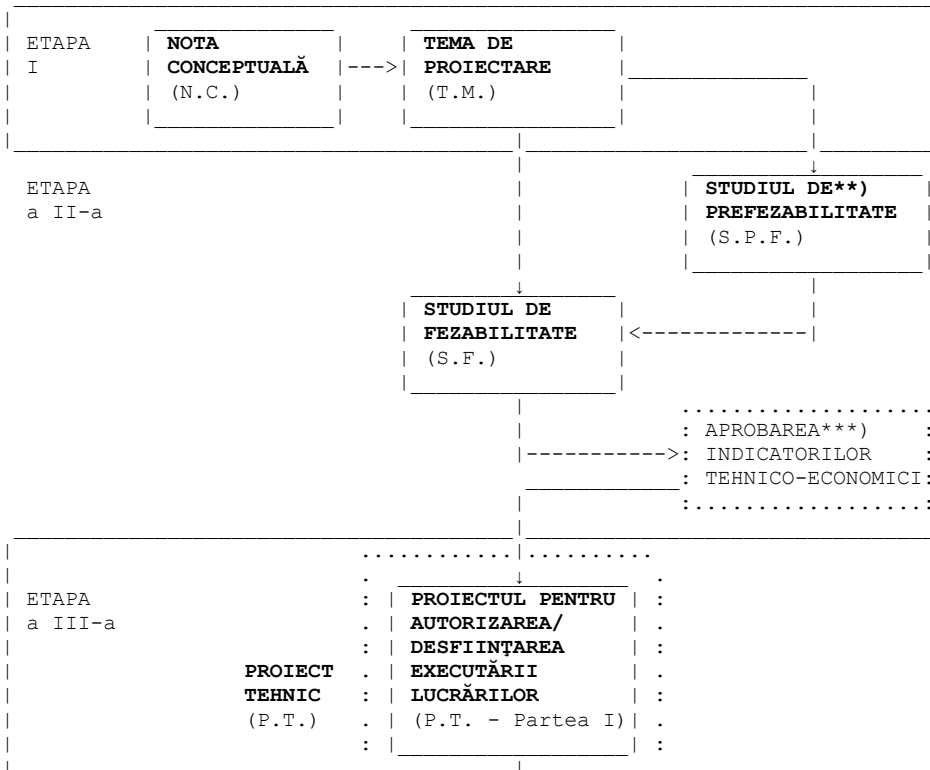 ETAPA NOTA TEMA DE
I CONCEPTUALĂ PROIECTARE
(N.C.) (T.M.)
ETAPA STUDIUL DE**)
a II-a PREFEZABILITATE
(S.P.F.)
STUDIUL DE
FEZABILITATE
(S.F.)
APROBAREA***)
INDICATORILOR
TEHNICO-ECONOMICI
ETAPA PROIECTUL PENTRU
a III-a AUTORIZAREA/
DESFIINŢAREA
PROIECT EXECUTĂRII
TEHNIC LUCRĂRILOR
(P.T.) (P.T. - Partea I)